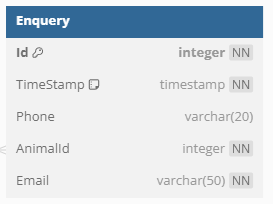 Enquery
Id integer NN
TimeStamp timestamp NN
Phone varchar(20)
AnimalId integer NN
Email varchar(50) NN